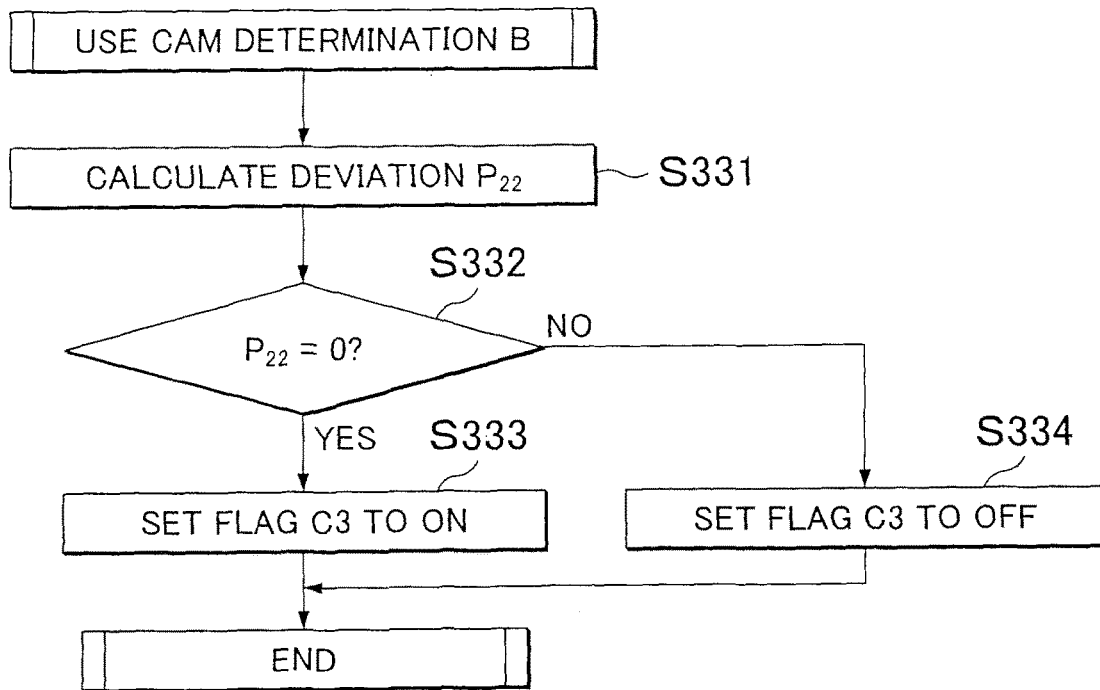 USE CAM DETERMINATION B
CALCULATE DEVIATION P₂₂
S331
S332
P₂₂ = 0?
NO
YES
S333
SET FLAG C3 TO ON
S334
SET FLAG C3 TO OFF
END